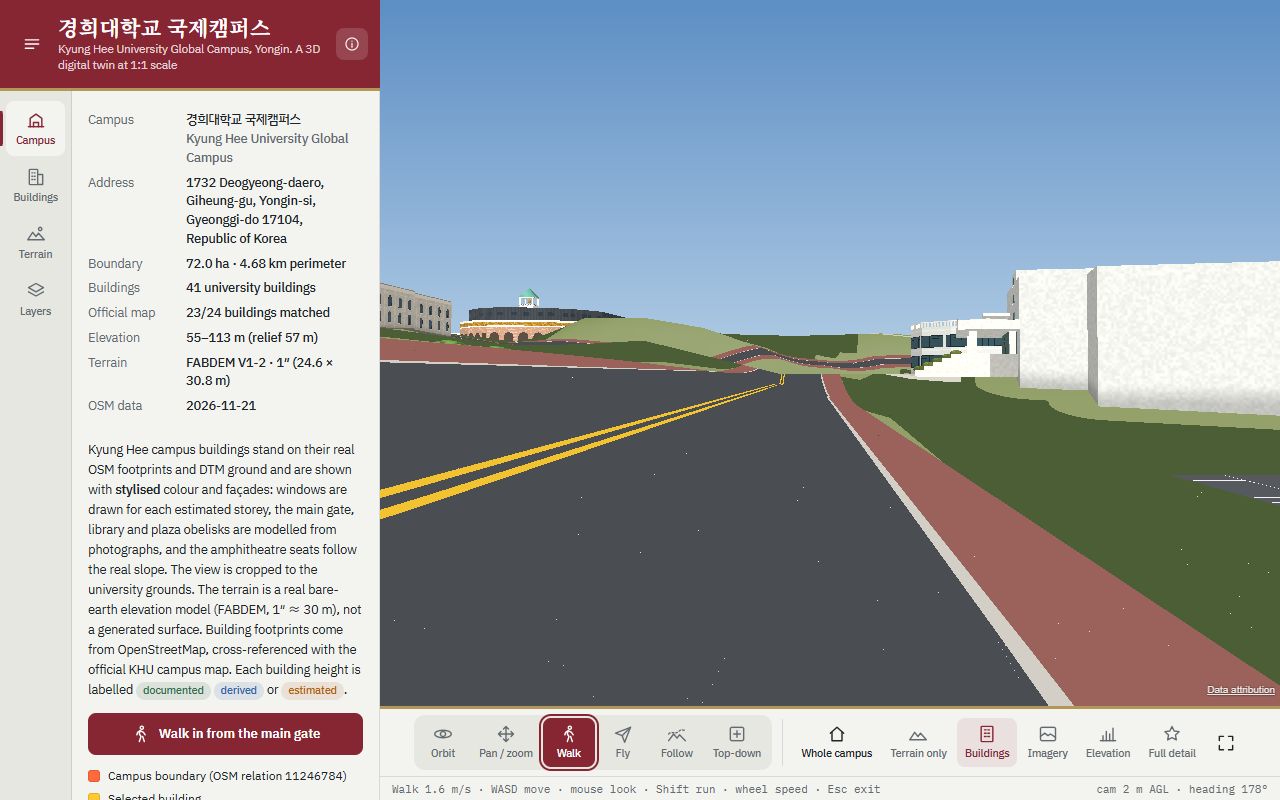 경희대학교 국제캠퍼스
Kyung Hee University Global Campus, Yongin. A 3D
digital twin at 1:1 scale
Campus
Buildings
Terrain
Layers
Campus 경희대학교 국제캠퍼스
Kyung Hee University Global
Campus
Address 1732 Deogyeong-daero,
Giheung-gu, Yongin-si,
Gyeonggi-do 17104,
Republic of Korea
Boundary 72.0 ha · 4.68 km perimeter
Buildings 41 university buildings
Official map 23/24 buildings matched
Elevation 55–113 m (relief 57 m)
Terrain FABDEM V1-2 · 1″ (24.6 ×
30.8 m)
OSM data 2026-11-21
Kyung Hee campus buildings stand on their real
OSM footprints and DTM ground and are shown
with stylised colour and façades: windows are
drawn for each estimated storey, the main gate,
library and plaza obelisks are modelled from
photographs, and the amphitheatre seats follow
the real slope. The view is cropped to the
university grounds. The terrain is a real bare-
earth elevation model (FABDEM, 1″ ≈ 30 m), not
a generated surface. Building footprints come
from OpenStreetMap, cross-referenced with the
official KHU campus map. Each building height is
labelled documented derived or estimated.
Walk in from the main gate
Campus boundary (OSM relation 11246784)
Selected building
Data attribution
Orbit Pan / zoom Walk Fly Follow Top-down Whole campus Terrain only Buildings Imagery Elevation Full detail
Walk 1.6 m/s · WASD move · mouse look · Shift run · wheel speed · Esc exit
cam 2 m AGL · heading 178°